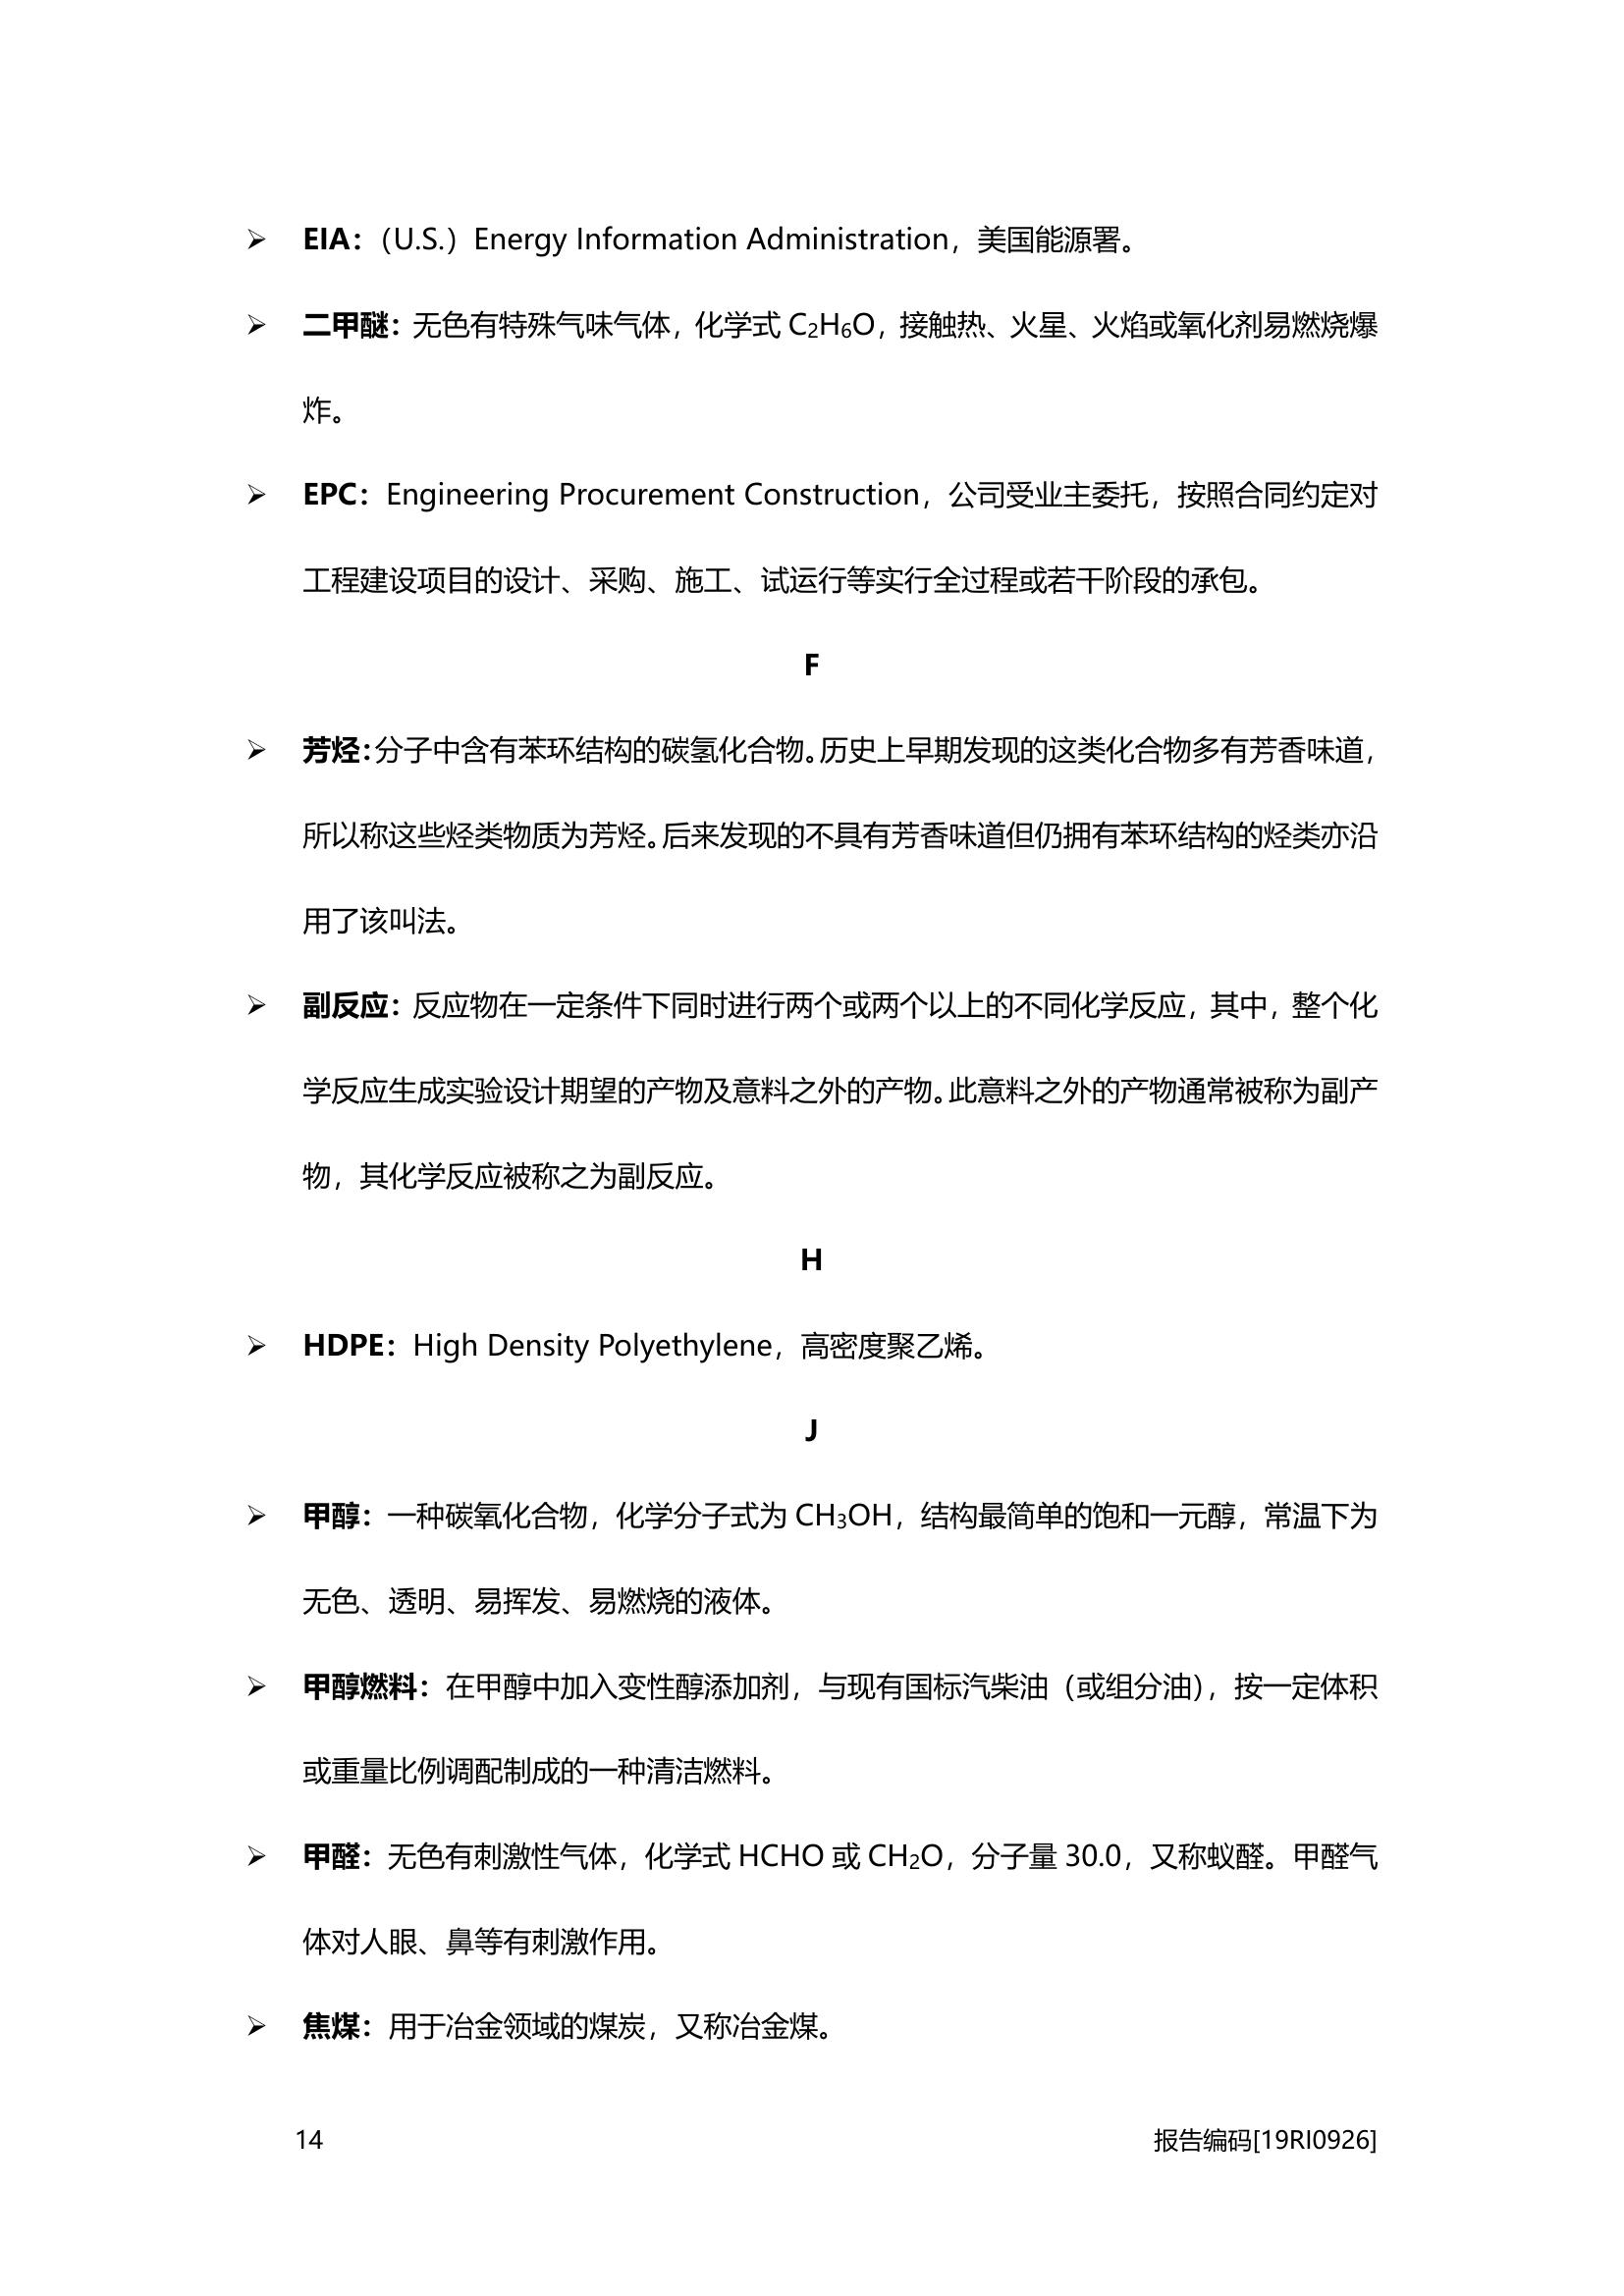 ➢ EIA：（U.S.）Energy Information Administration，美国能源署。
➢ 二甲醚：无色有特殊气味气体，化学式 C₂H₆O，接触热、火星、火焰或氧化剂易燃烧爆
炸。
➢ EPC：Engineering Procurement Construction，公司受业主委托，按照合同约定对
工程建设项目的设计、采购、施工、试运行等实行全过程或若干阶段的承包。
F
➢ 芳烃：分子中含有苯环结构的碳氢化合物。历史上早期发现的这类化合物多有芳香味道，
所以称这些烃类物质为芳烃。后来发现的不具有芳香味道但仍拥有苯环结构的烃类亦沿
用了该叫法。
➢ 副反应：反应物在一定条件下同时进行两个或两个以上的不同化学反应，其中，整个化
学反应生成实验设计期望的产物及意料之外的产物。此意料之外的产物通常被称为副产
物，其化学反应被称之为副反应。
H
➢ HDPE：High Density Polyethylene，高密度聚乙烯。
J
➢ 甲醇：一种碳氧化合物，化学分子式为 CH₃OH，结构最简单的饱和一元醇，常温下为
无色、透明、易挥发、易燃烧的液体。
➢ 甲醇燃料：在甲醇中加入变性醇添加剂，与现有国标汽柴油（或组分油），按一定体积
或重量比例调配制成的一种清洁燃料。
➢ 甲醛：无色有刺激性气体，化学式 HCHO 或 CH₂O，分子量 30.0，又称蚁醛。甲醛气
体对人眼、鼻等有刺激作用。
➢ 焦煤：用于冶金领域的煤炭，又称冶金煤。
14 报告编码[19RI0926]